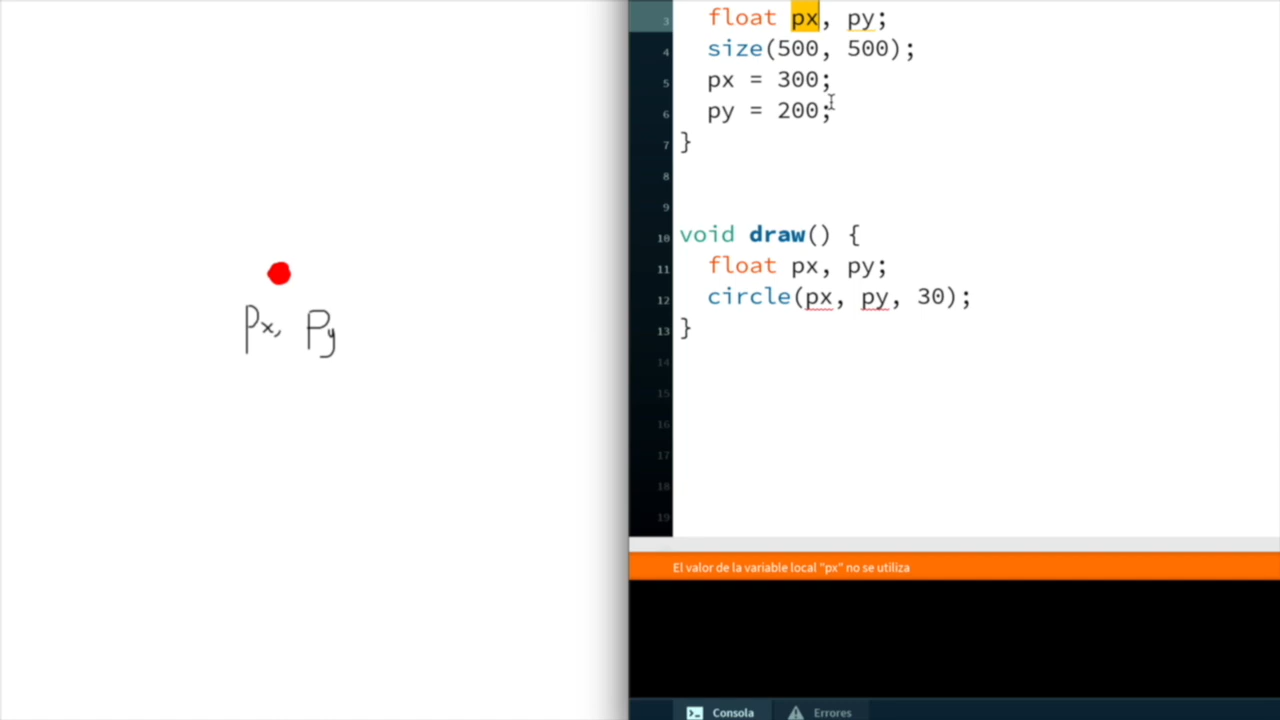 Px, Py
3 float px, py;
4 size(500, 500);
5 px = 300;
6 py = 200;
7 }
8
9
10 void draw() {
11 float px, py;
12 circle(px, py, 30);
13 }
14
15
16
17
18
19
El valor de la variable local "px" no se utiliza
Consola Errores